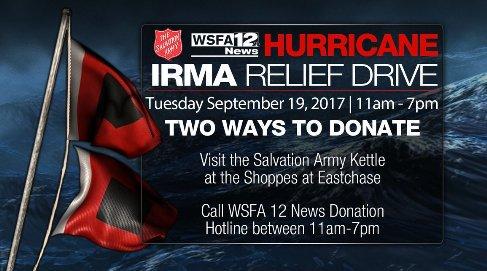 THE SALVATION ARMY
WSFA 12 News HURRICANE
IRMA RELIEF DRIVE
Tuesday September 19, 2017 | 11am - 7pm
TWO WAYS TO DONATE
Visit the Salvation Army Kettle
at the Shoppes at Eastchase
Call WSFA 12 News Donation
Hotline between 11am-7pm